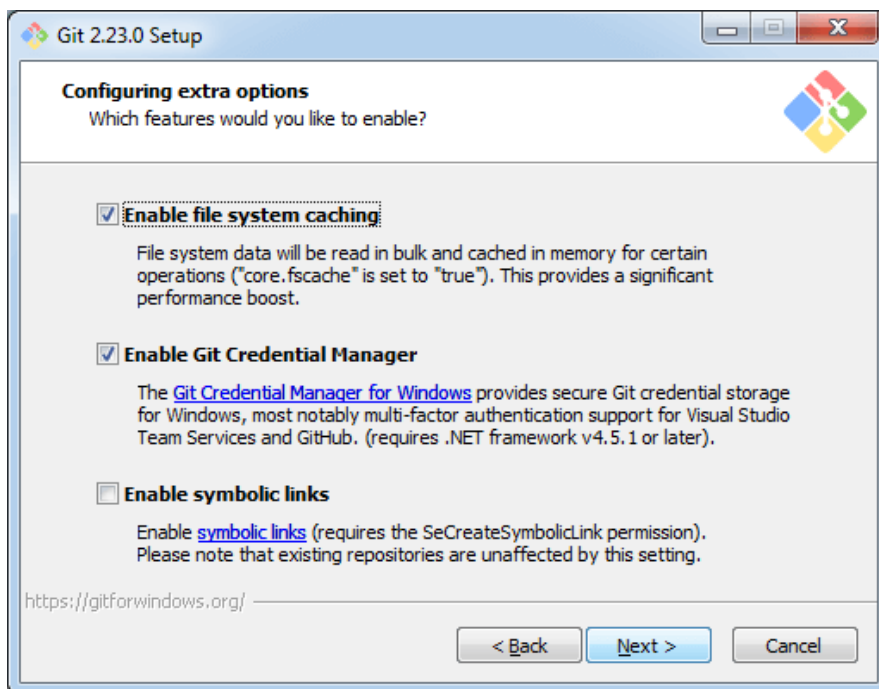 Git 2.23.0 Setup
Configuring extra options
Which features would you like to enable?
Enable file system caching
File system data will be read in bulk and cached in memory for certain
operations ("core.fscache" is set to "true"). This provides a significant
performance boost.
Enable Git Credential Manager
The Git Credential Manager for Windows provides secure Git credential storage
for Windows, most notably multi-factor authentication support for Visual Studio
Team Services and GitHub. (requires .NET framework v4.5.1 or later).
Enable symbolic links
Enable symbolic links (requires the SeCreateSymbolicLink permission).
Please note that existing repositories are unaffected by this setting.
https://gitforwindows.org/
< Back Next > Cancel